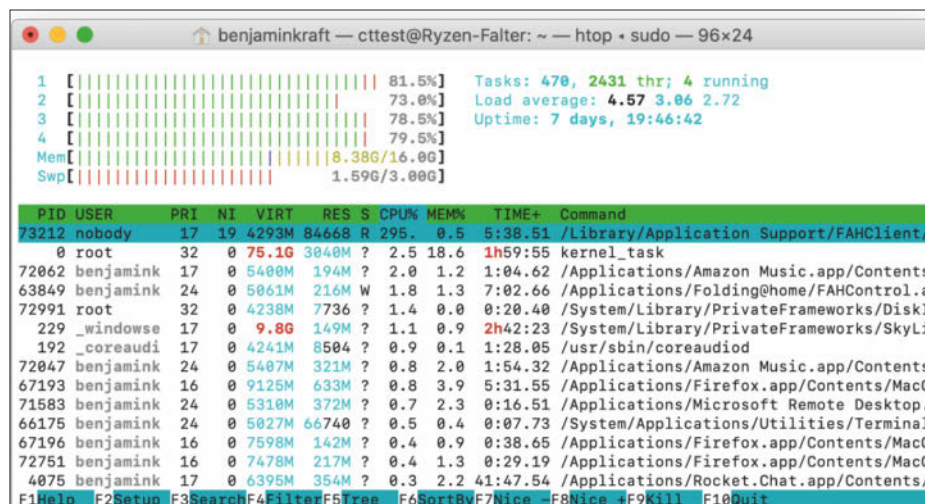 benjaminkraft — cttest@Ryzen-Falter: ~ — htop ◂ sudo — 96×24
1 [||||||||||||||||||||||||||||||||||| 81.5%] Tasks: 470, 2431 thr; 4 running
2 [||||||||||||||||||||||||||||||| 73.0%] Load average: 4.57 3.06 2.72
3 [|||||||||||||||||||||||||||||||||| 78.5%] Uptime: 7 days, 19:46:42
4 [|||||||||||||||||||||||||||||||||| 79.5%]
Mem[||||||||||||||||||||||||||||||8.38G/16.0G]
Swp[||||||||||||||||||||||| 1.59G/3.00G]
PID USER PRI NI VIRT RES S CPU% MEM% TIME+ Command
73212 nobody 17 19 4293M 84668 R 295. 0.5 5:38.51 /Library/Application Support/FAHClient/
0 root 32 0 75.1G 3040M ? 2.5 18.6 1h59:55 kernel_task
72062 benjamink 17 0 5400M 194M ? 2.0 1.2 1:04.62 /Applications/Amazon Music.app/Contents
63849 benjamink 24 0 5061M 216M W 1.8 1.3 7:02.66 /Applications/Folding@home/FAHControl.a
72991 root 32 0 4238M 7736 ? 1.4 0.0 0:20.40 /System/Library/PrivateFrameworks/DiskI
229 _windowse 17 0 9.8G 149M ? 1.1 0.9 2h42:23 /System/Library/PrivateFrameworks/SkyLi
192 _coreaudi 17 0 4241M 8504 ? 0.9 0.1 1:28.05 /usr/sbin/coreaudiod
72047 benjamink 24 0 5407M 321M ? 0.8 2.0 1:54.32 /Applications/Amazon Music.app/Contents
67193 benjamink 16 0 9125M 633M ? 0.8 3.9 5:31.55 /Applications/Firefox.app/Contents/MacO
71583 benjamink 24 0 5310M 372M ? 0.7 2.3 0:16.51 /Applications/Microsoft Remote Desktop.
66175 benjamink 24 0 5027M 66740 ? 0.5 0.4 0:07.73 /System/Applications/Utilities/Terminal
67196 benjamink 16 0 7598M 142M ? 0.4 0.9 0:38.65 /Applications/Firefox.app/Contents/MacO
72751 benjamink 16 0 7478M 217M ? 0.4 1.3 0:29.19 /Applications/Firefox.app/Contents/MacO
4075 benjamink 17 0 6395M 354M ? 0.3 2.2 41:47.54 /Applications/Rocket.Chat.app/Contents/
F1Help F2Setup F3SearchF4FilterF5Tree F6SortByF7Nice -F8Nice +F9Kill F10Quit